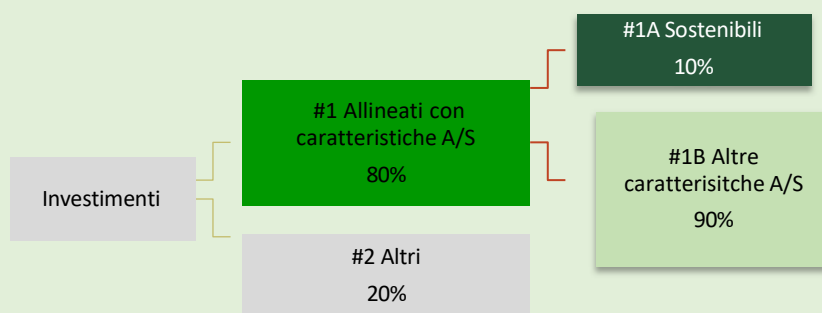 Investimenti
#1 Allineati con
caratteristiche A/S
80%
#2 Altri
20%
#1A Sostenibili
10%
#1B Altre
caratterisitche A/S
90%